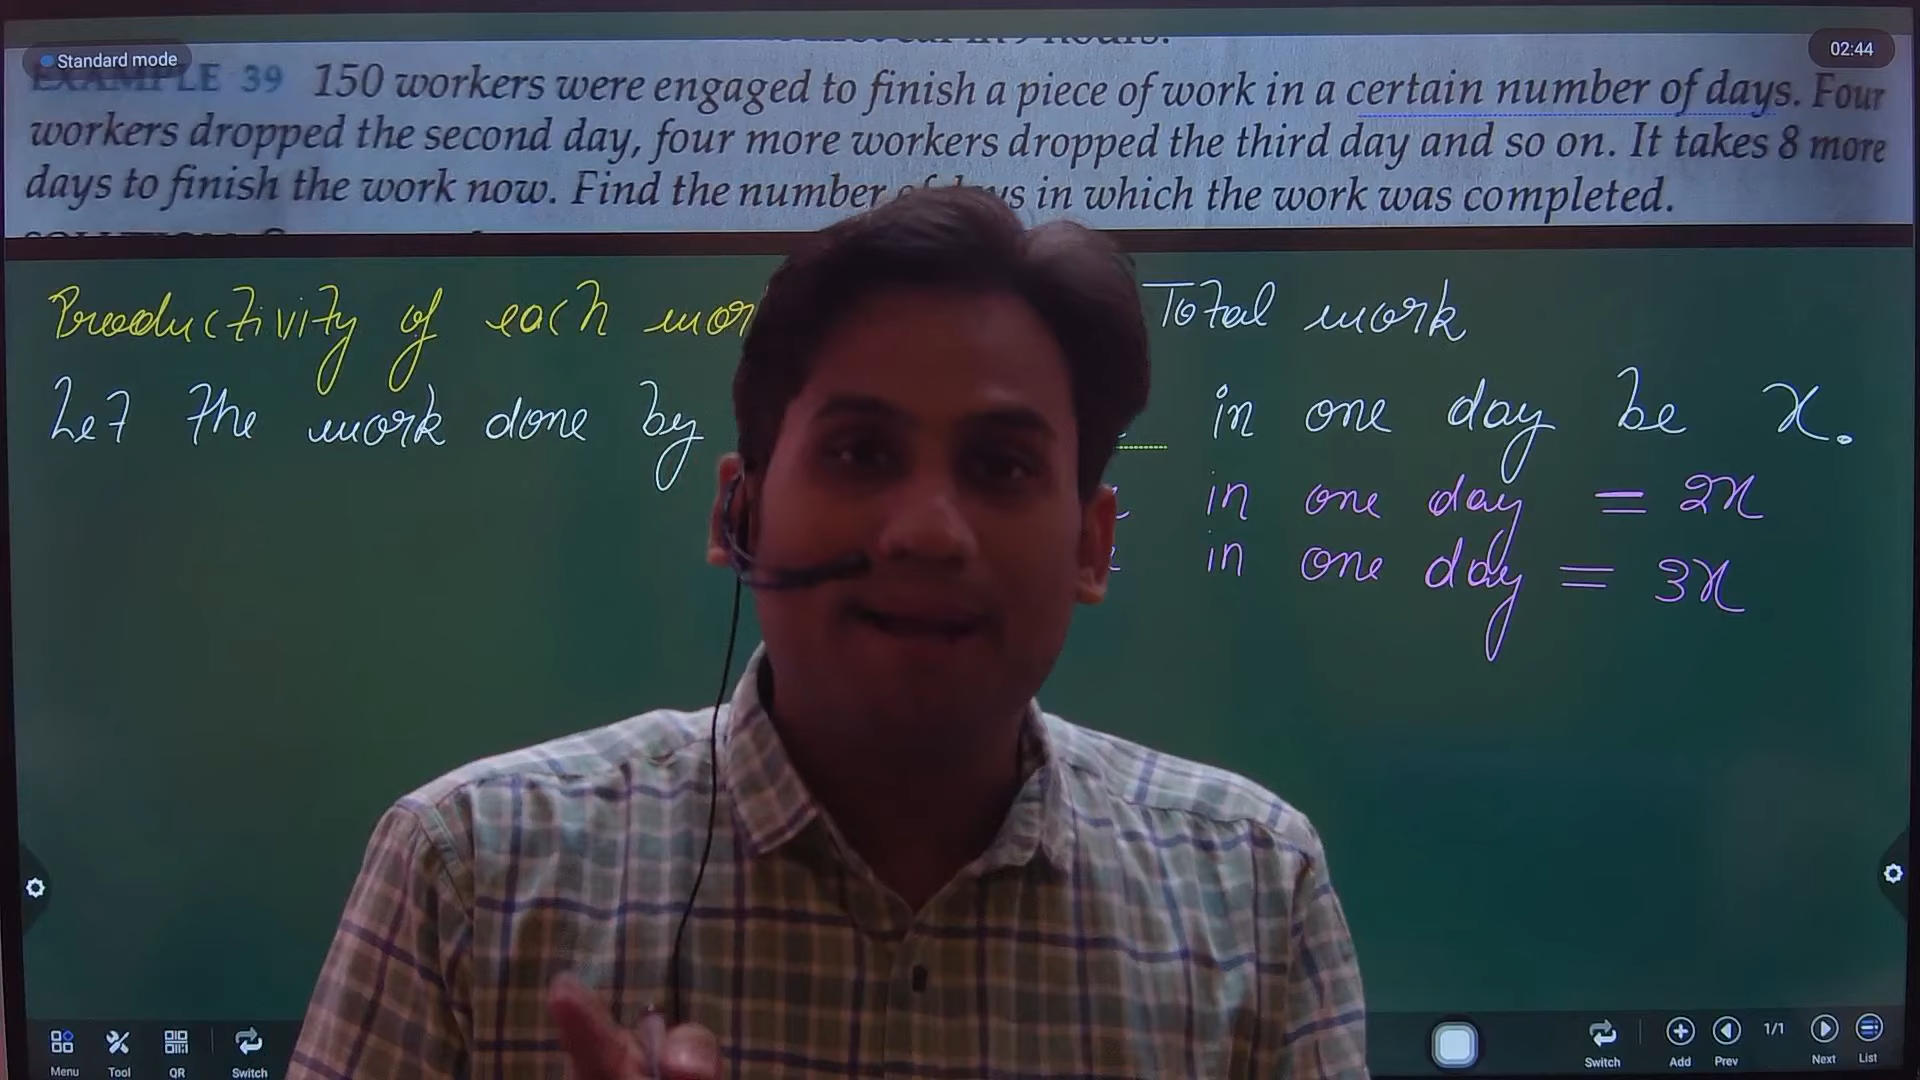 Standard mode
02:44
EXAMPLE 39 150 workers were engaged to finish a piece of work in a certain number of days. Four
workers dropped the second day, four more workers dropped the third day and so on. It takes 8 more
days to finish the work now. Find the number in which the work was completed.
Productivity of each Total work
Let the work done by in one day be x.
in one day = 2x
in one day = 3x
Menu Tool QR Switch Switch Add Prev 1/1 Next List